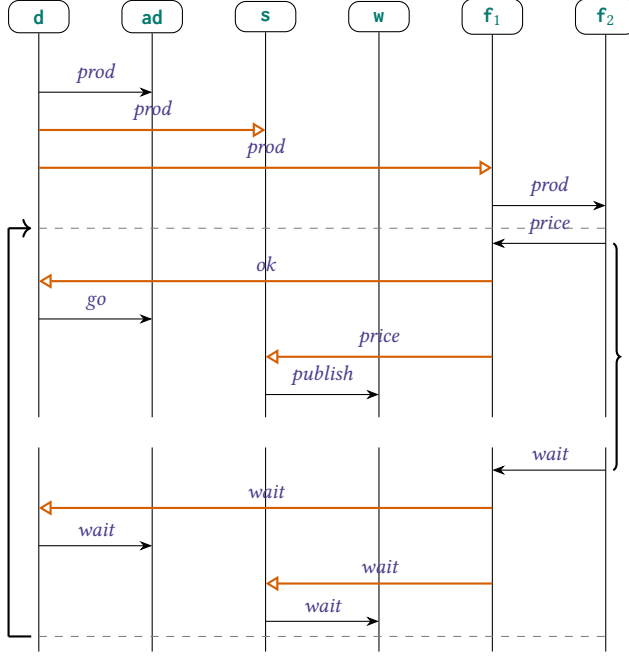 d ad s w f₁ f₂
prod
prod
prod
prod
price
ok
go
price
publish
wait
wait
wait
wait
wait